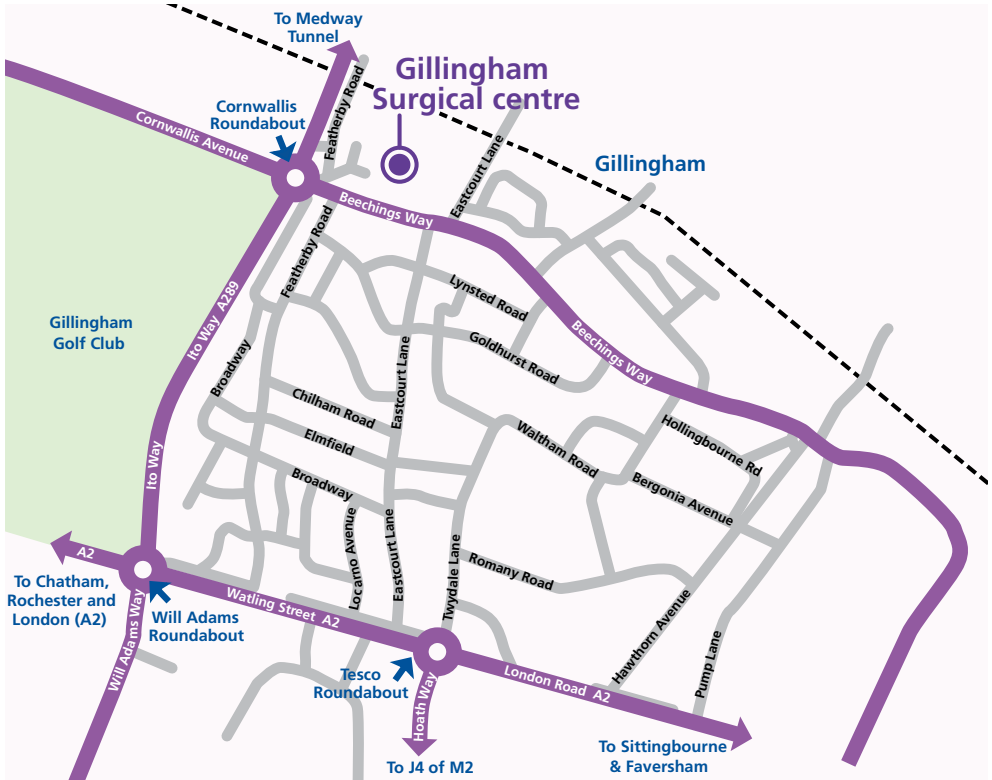 To Medway
Tunnel
Gillingham
Surgical centre
Cornwallis
Roundabout
Featherby Road
Cornwallis Avenue
Eastcourt Lane
Gillingham
Beechings Way
Featherby Road
Lynsted Road
Ito Way A289
Gillingham
Golf Club
Goldhurst Road
Beechings Way
Broadway
Eastcourt Lane
Chilham Road
Elmfield
Waltham Road
Hollingbourne Rd
Ito Way
Broadway
Bergonia Avenue
Locarno Avenue
Eastcourt Lane
Twydale Lane
Romany Road
A2
To Chatham,
Rochester and
London (A2)
Will Adams
Roundabout
Watling Street A2
Will Adams Way
Hawthorn Avenue
Pump Lane
Tesco
Roundabout
London Road A2
Hoath Way
To J4 of M2
To Sittingbourne
& Faversham